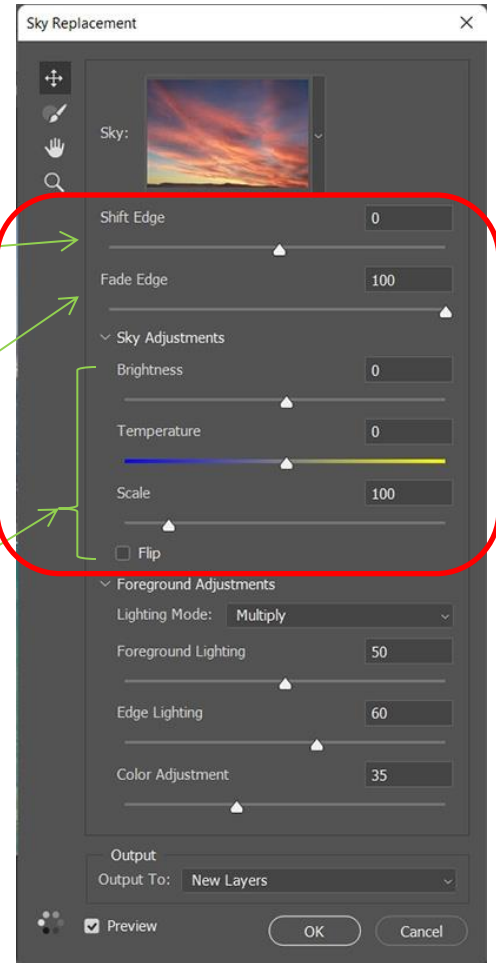 Sky Replacement
Sky:
Shift Edge 0
Fade Edge 100
Sky Adjustments
Brightness 0
Temperature 0
Scale 100
Flip
Foreground Adjustments
Lighting Mode: Multiply
Foreground Lighting 50
Edge Lighting 60
Color Adjustment 35
Output
Output To: New Layers
Preview OK Cancel